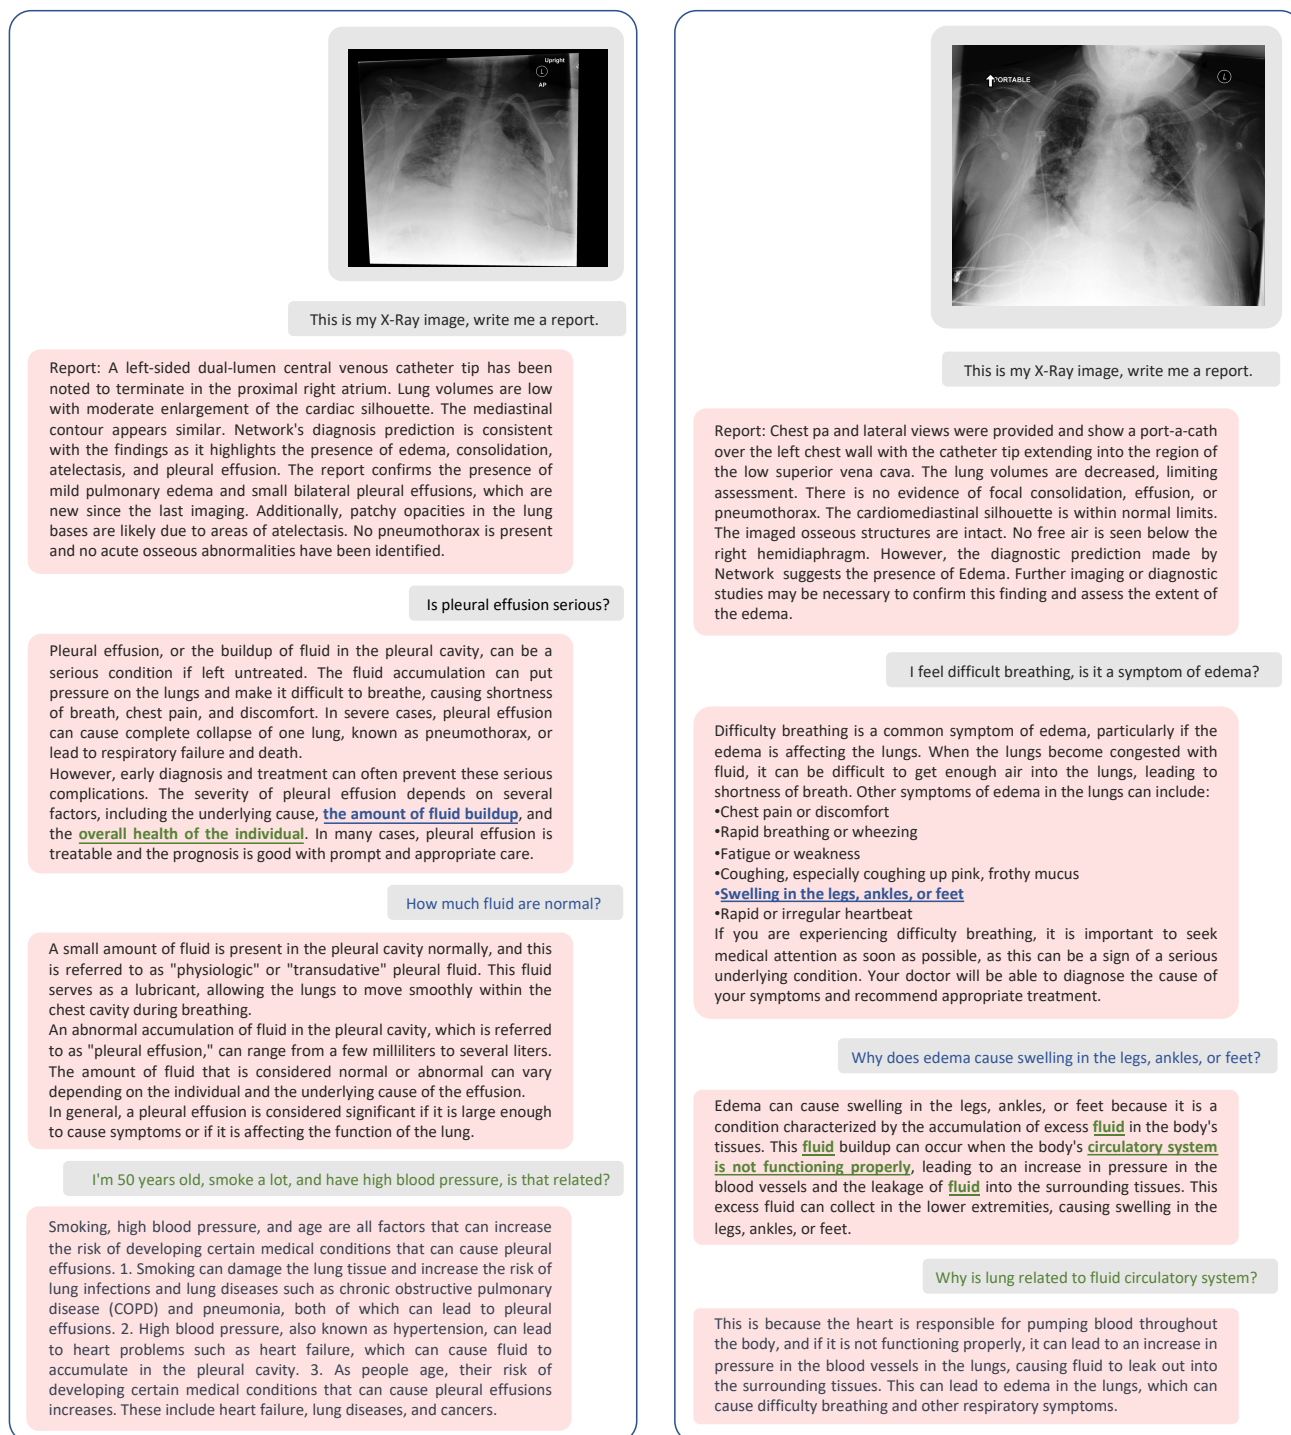 Upright
L
AP
This is my X-Ray image, write me a report.
Report: A left-sided dual-lumen central venous catheter tip has been
noted to terminate in the proximal right atrium. Lung volumes are low
with moderate enlargement of the cardiac silhouette. The mediastinal
contour appears similar. Network's diagnosis prediction is consistent
with the findings as it highlights the presence of edema, consolidation,
atelectasis, and pleural effusion. The report confirms the presence of
mild pulmonary edema and small bilateral pleural effusions, which are
new since the last imaging. Additionally, patchy opacities in the lung
bases are likely due to areas of atelectasis. No pneumothorax is present
and no acute osseous abnormalities have been identified.
Is pleural effusion serious?
Pleural effusion, or the buildup of fluid in the pleural cavity, can be a
serious condition if left untreated. The fluid accumulation can put
pressure on the lungs and make it difficult to breathe, causing shortness
of breath, chest pain, and discomfort. In severe cases, pleural effusion
can cause complete collapse of one lung, known as pneumothorax, or
lead to respiratory failure and death.
However, early diagnosis and treatment can often prevent these serious
complications. The severity of pleural effusion depends on several
factors, including the underlying cause, the amount of fluid buildup, and
the overall health of the individual. In many cases, pleural effusion is
treatable and the prognosis is good with prompt and appropriate care.
How much fluid are normal?
A small amount of fluid is present in the pleural cavity normally, and this
is referred to as "physiologic" or "transudative" pleural fluid. This fluid
serves as a lubricant, allowing the lungs to move smoothly within the
chest cavity during breathing.
An abnormal accumulation of fluid in the pleural cavity, which is referred
to as "pleural effusion," can range from a few milliliters to several liters.
The amount of fluid that is considered normal or abnormal can vary
depending on the individual and the underlying cause of the effusion.
In general, a pleural effusion is considered significant if it is large enough
to cause symptoms or if it is affecting the function of the lung.
I'm 50 years old, smoke a lot, and have high blood pressure, is that related?
Smoking, high blood pressure, and age are all factors that can increase
the risk of developing certain medical conditions that can cause pleural
effusions. 1. Smoking can damage the lung tissue and increase the risk of
lung infections and lung diseases such as chronic obstructive pulmonary
disease (COPD) and pneumonia, both of which can lead to pleural
effusions. 2. High blood pressure, also known as hypertension, can lead
to heart problems such as heart failure, which can cause fluid to
accumulate in the pleural cavity. 3. As people age, their risk of
developing certain medical conditions that can cause pleural effusions
increases. These include heart failure, lung diseases, and cancers.
PORTABLE
L
This is my X-Ray image, write me a report.
Report: Chest pa and lateral views were provided and show a port-a-cath
over the left chest wall with the catheter tip extending into the region of
the low superior vena cava. The lung volumes are decreased, limiting
assessment. There is no evidence of focal consolidation, effusion, or
pneumothorax. The cardiomediastinal silhouette is within normal limits.
The imaged osseous structures are intact. No free air is seen below the
right hemidiaphragm. However, the diagnostic prediction made by
Network suggests the presence of Edema. Further imaging or diagnostic
studies may be necessary to confirm this finding and assess the extent of
the edema.
I feel difficult breathing, is it a symptom of edema?
Difficulty breathing is a common symptom of edema, particularly if the
edema is affecting the lungs. When the lungs become congested with
fluid, it can be difficult to get enough air into the lungs, leading to
shortness of breath. Other symptoms of edema in the lungs can include:
•Chest pain or discomfort
•Rapid breathing or wheezing
•Fatigue or weakness
•Coughing, especially coughing up pink, frothy mucus
•Swelling in the legs, ankles, or feet
•Rapid or irregular heartbeat
If you are experiencing difficulty breathing, it is important to seek
medical attention as soon as possible, as this can be a sign of a serious
underlying condition. Your doctor will be able to diagnose the cause of
your symptoms and recommend appropriate treatment.
Why does edema cause swelling in the legs, ankles, or feet?
Edema can cause swelling in the legs, ankles, or feet because it is a
condition characterized by the accumulation of excess fluid in the body's
tissues. This fluid buildup can occur when the body's circulatory system
is not functioning properly, leading to an increase in pressure in the
blood vessels and the leakage of fluid into the surrounding tissues. This
excess fluid can collect in the lower extremities, causing swelling in the
legs, ankles, or feet.
Why is lung related to fluid circulatory system?
This is because the heart is responsible for pumping blood throughout
the body, and if it is not functioning properly, it can lead to an increase in
pressure in the blood vessels in the lungs, causing fluid to leak out into
the surrounding tissues. This can lead to edema in the lungs, which can
cause difficulty breathing and other respiratory symptoms.